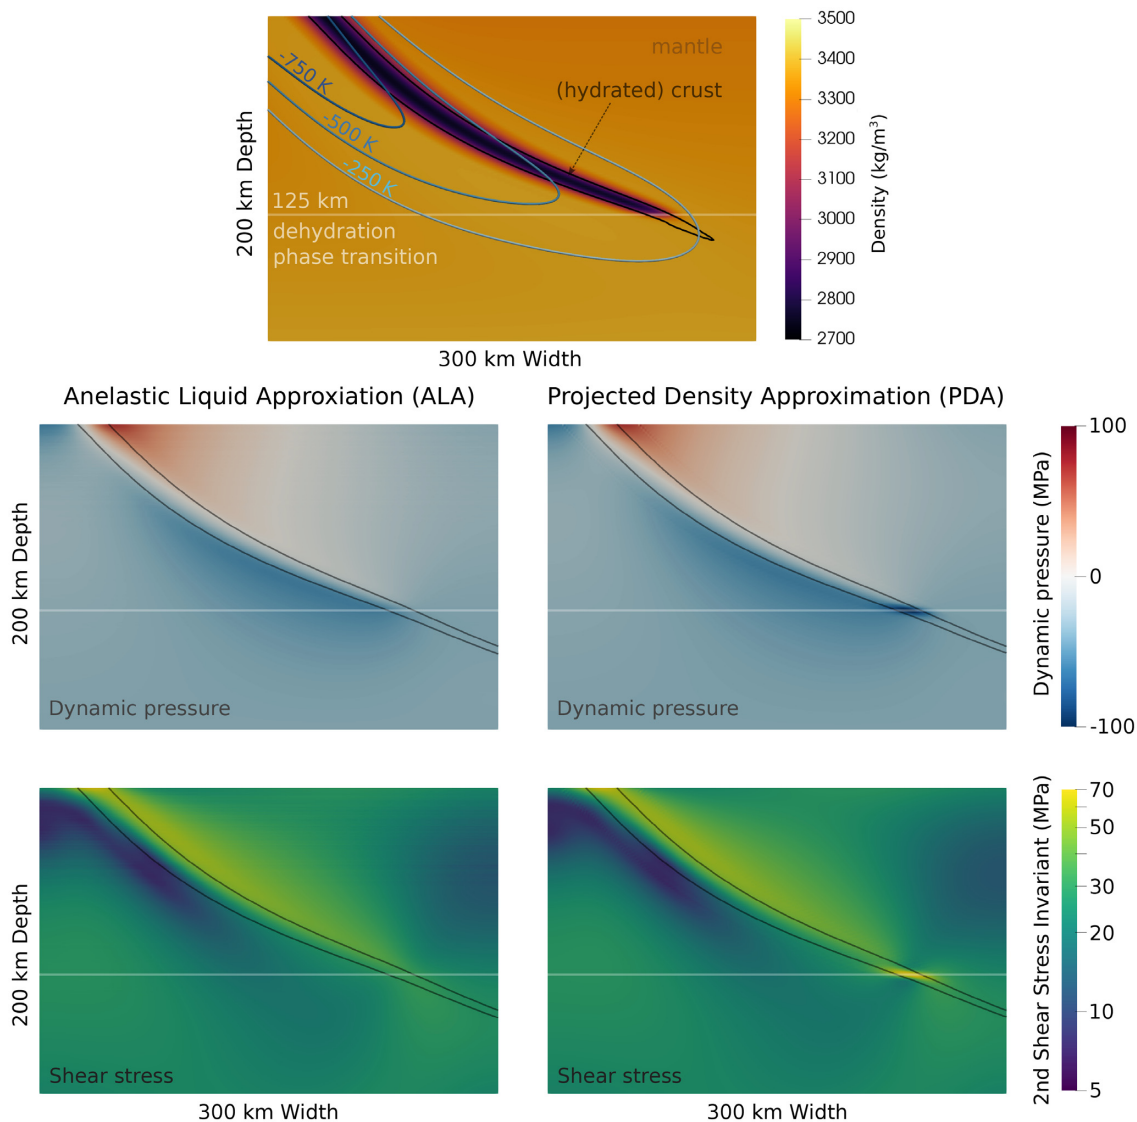 mantle
(hydrated) crust
-750 K
-500 K
-250 K
125 km
dehydration
phase transition
200 km Depth
300 km Width
3500
3400
3300
3200
3100
3000
2900
2800
2700
Density (kg/m³)
Anelastic Liquid Approxiation (ALA)
Projected Density Approximation (PDA)
200 km Depth
Dynamic pressure
Dynamic pressure
100
0
-100
Dynamic pressure (MPa)
200 km Depth
Shear stress
Shear stress
300 km Width
300 km Width
70
50
30
20
10
5
2nd Shear Stress Invariant (MPa)